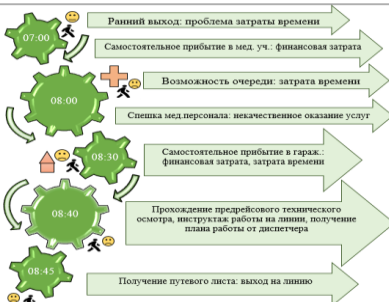 07:00
Ранний выход: проблема затраты времени
Самостоятельное прибытие в мед. уч.: финансовая затрата
08:00
Возможность очереди: затрата времени
Спешка мед.персонала: некачественное оказание услуг
08:30
Самостоятельное прибытие в гараж.:
финансовая затрата, затрата времени
08:40
Прохождение предрейсового технического
осмотра, инструктаж работы на линии, получение
плана работы от диспетчера
08:45
Получение путевого листа: выход на линию